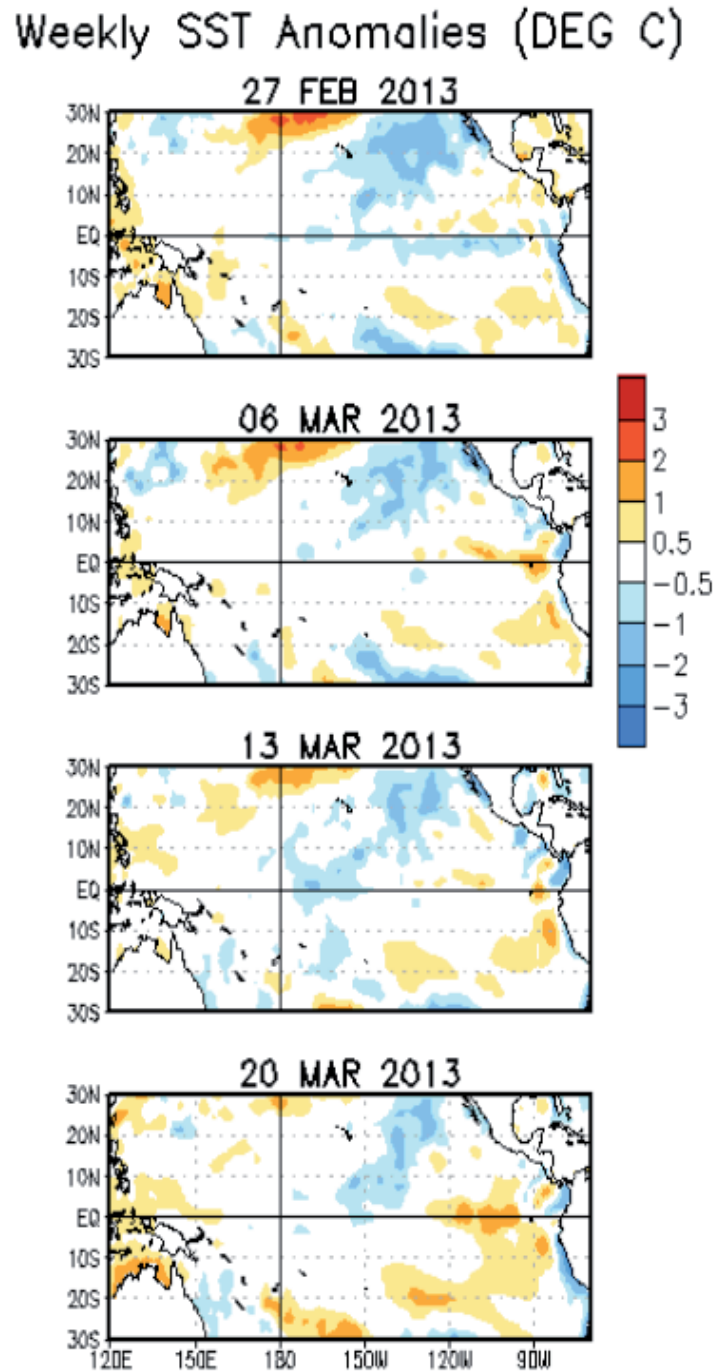 Weekly SST Anomalies (DEG C)
27 FEB 2013
30N
20N
10N
EQ
10S
20S
30S
06 MAR 2013
30N
20N
10N
EQ
10S
20S
30S
3
2
1
0.5
-0.5
-1
-2
-3
13 MAR 2013
30N
20N
10N
EQ
10S
20S
30S
20 MAR 2013
30N
20N
10N
EQ
10S
20S
30S
120E 150E 180 150W 120W 90W